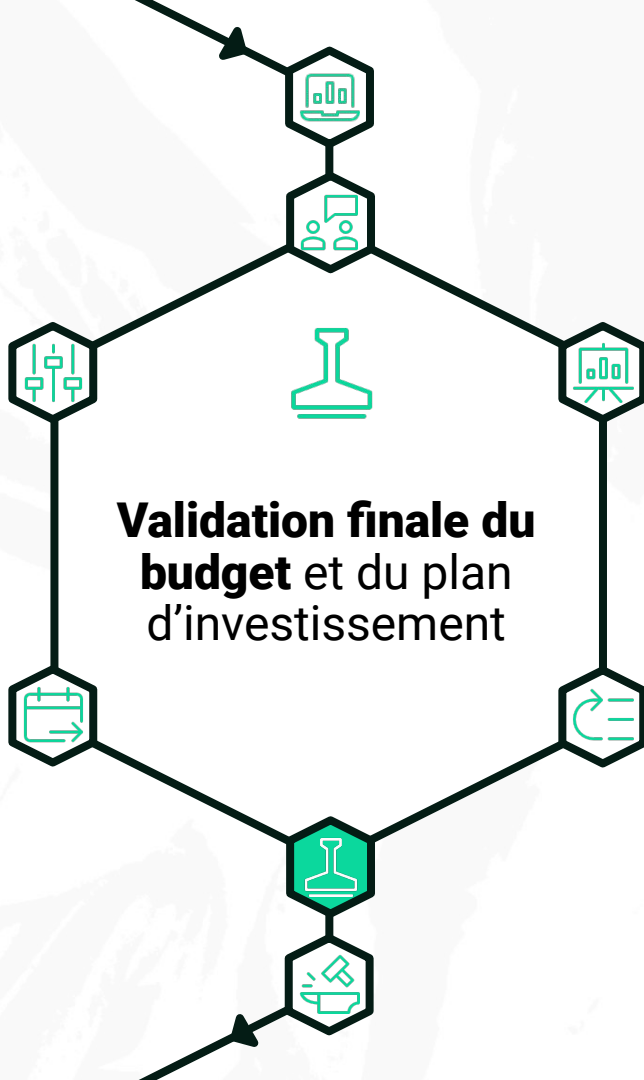 Validation finale du
budget et du plan
d’investissement